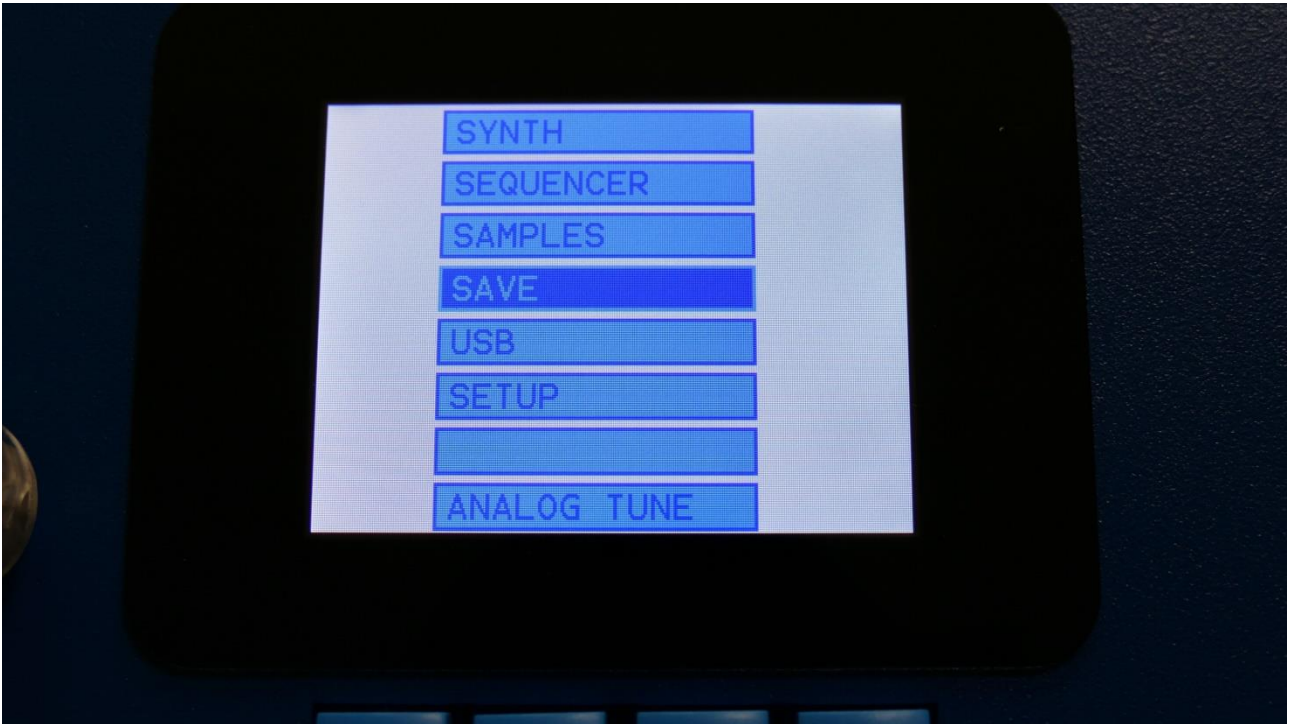 SYNTH
SEQUENCER
SAMPLES
SAVE
USB
SETUP
ANALOG TUNE